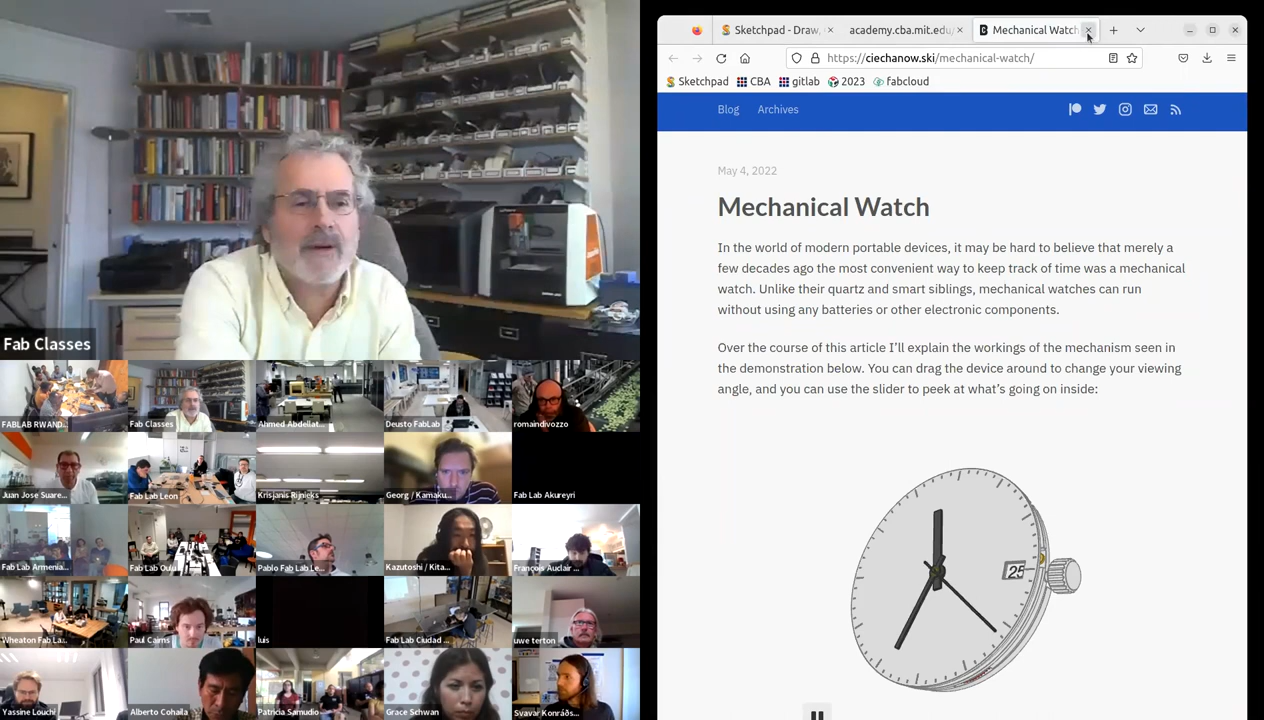 Fab Classes
FABLAB RWAND...
Fab Classes
Ahmed Abdellat...
Deusto FabLab
romaindivozzo
Juan Jose Suare...
Fab Lab Leon
Krisjanis Rijnieks
Georg / Kamaku...
Fab Lab Akureyri
Fab Lab Armenia...
Fab Lab Oulu
Pablo Fab Lab Le...
Kazutoshi / Kita...
François Auclair ...
Wheaton Fab La...
Paul Cairns
luis
Fab Lab Ciudad ...
uwe terton
Yassine Louchi
Alberto Cohaila
Patricia Samudio
Grace Schwan
Svavar Konráðs...
Sketchpad - Draw,
academy.cba.mit.edu/
Mechanical Watch
https://ciechanow.ski/mechanical-watch/
Sketchpad CBA gitlab 2023 fabcloud
Blog Archives
May 4, 2022
Mechanical Watch
In the world of modern portable devices, it may be hard to believe that merely a
few decades ago the most convenient way to keep track of time was a mechanical
watch. Unlike their quartz and smart siblings, mechanical watches can run
without using any batteries or other electronic components.
Over the course of this article I’ll explain the workings of the mechanism seen in
the demonstration below. You can drag the device around to change your viewing
angle, and you can use the slider to peek at what’s going on inside:
25